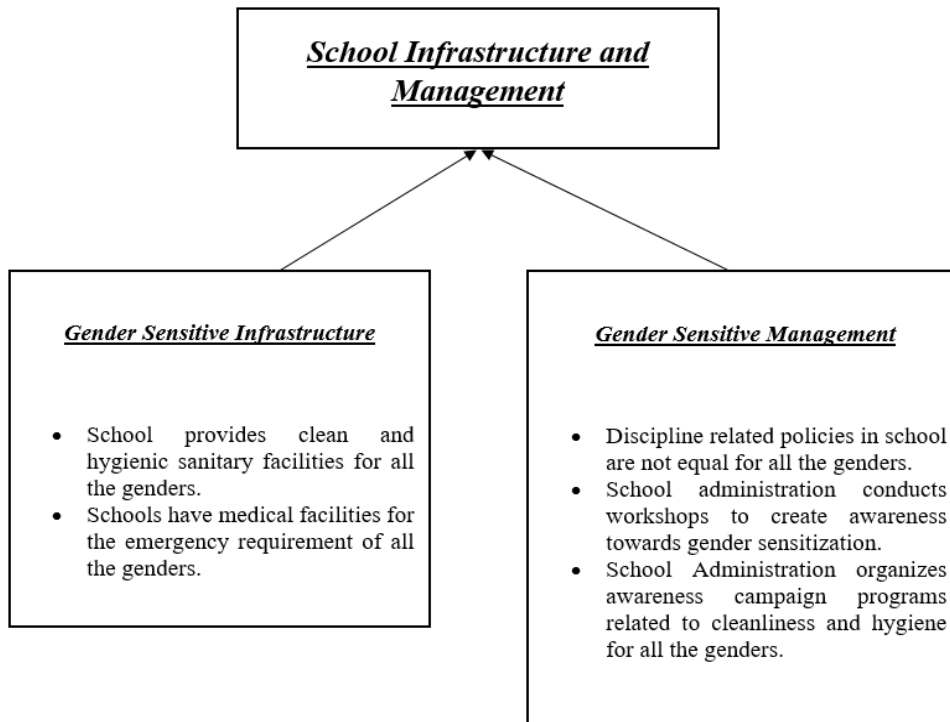 School Infrastructure and
Management
Gender Sensitive Infrastructure
• School provides clean and
hygienic sanitary facilities for all
the genders.
• Schools have medical facilities for
the emergency requirement of all
the genders.
Gender Sensitive Management
• Discipline related policies in school
are not equal for all the genders.
• School administration conducts
workshops to create awareness
towards gender sensitization.
• School Administration organizes
awareness campaign programs
related to cleanliness and hygiene
for all the genders.